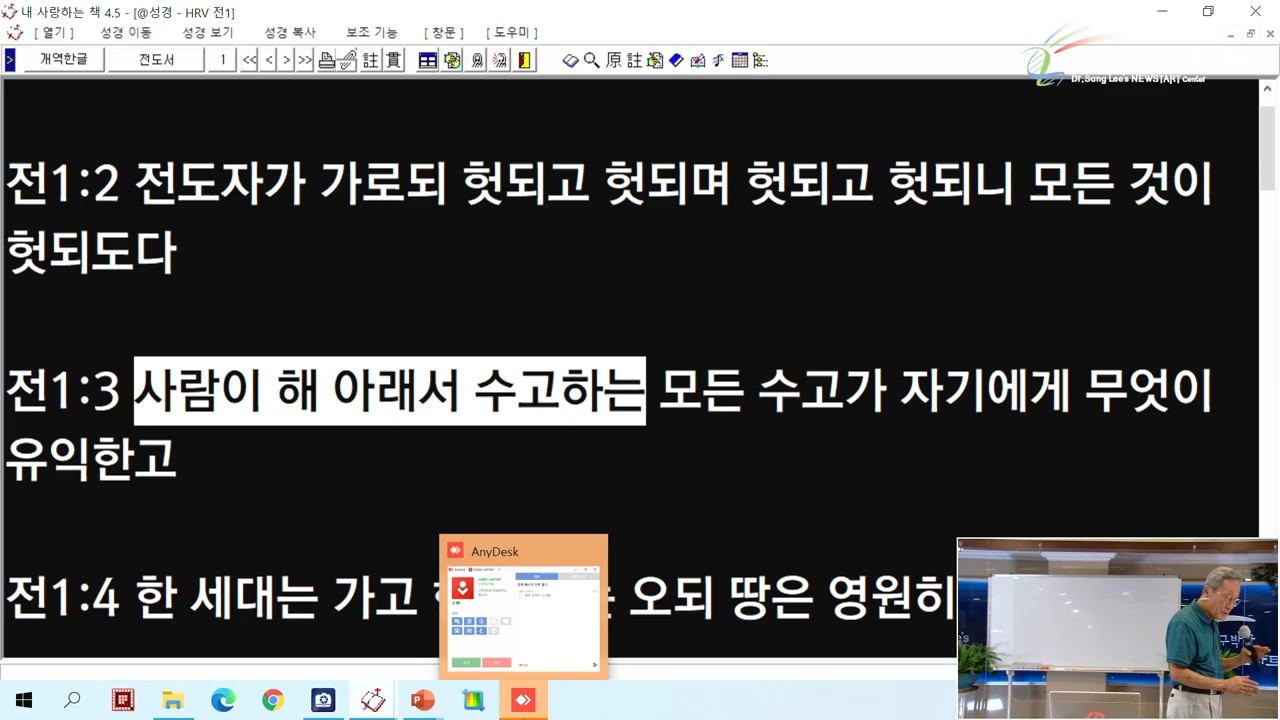 내 사랑하는 책 4.5 - [@성경 - HRV 전1]
[ 열기 ] 성경 이동 성경 보기 성경 복사 보조 기능 [ 창문 ] [ 도우미 ]
개역한글 전도서 1 << < > >> 註 貫 原 註
Dr.Sang Lee's NEWSTART Center
전1:2 전도자가 가로되 헛되고 헛되며 헛되고 헛되니 모든 것이
헛되도다
전1:3 사람이 해 아래서 수고하는 모든 수고가 자기에게 무엇이
유익한고
전1:4 한 세대는 가고 오되 땅은 영원히
AnyDesk